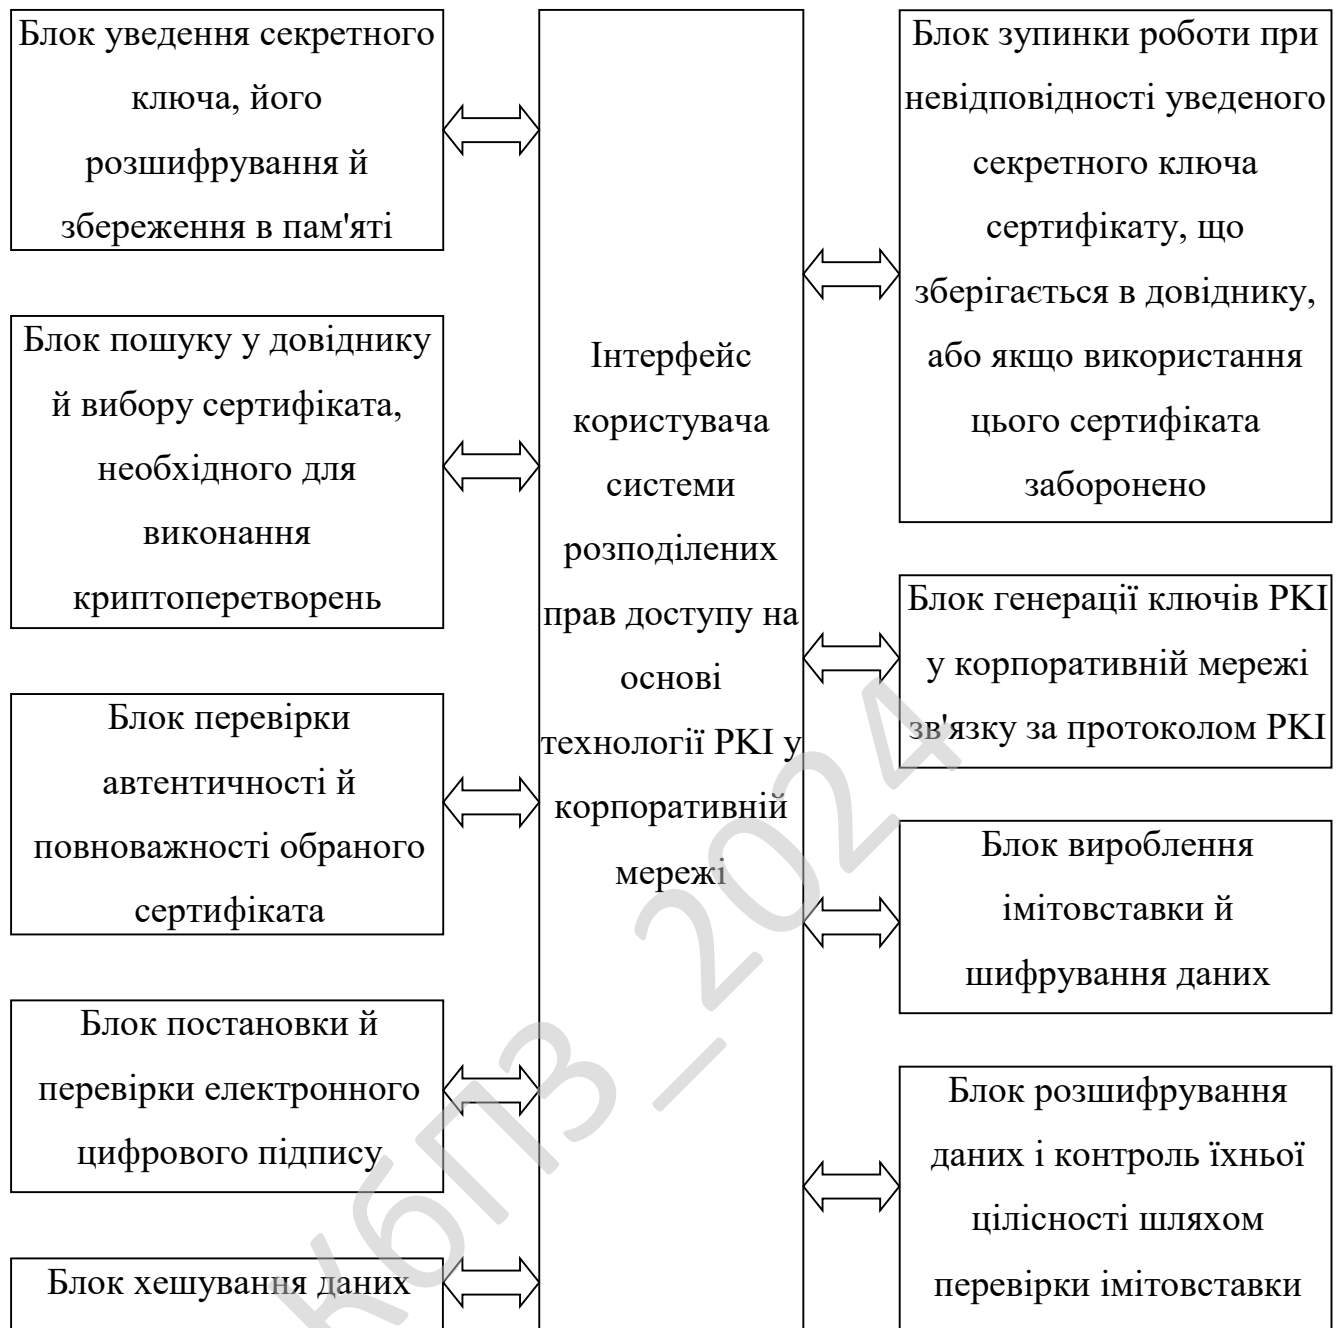 Блок уведення секретного
ключа, його
розшифрування й
збереження в пам'яті
Блок пошуку у довіднику
й вибору сертифіката,
необхідного для
виконання
криптоперетворень
Блок перевірки
автентичності й
повноважності обраного
сертифіката
Блок постановки й
перевірки електронного
цифрового підпису
Блок хешування даних
Інтерфейс
користувача
системи
розподілених
прав доступу на
основі
технології PKI у
корпоративній
мережі
Блок зупинки роботи при
невідповідності уведеного
секретного ключа
сертифікату, що
зберігається в довіднику,
або якщо використання
цього сертифіката
заборонено
Блок генерації ключів PKI
у корпоративній мережі
зв'язку за протоколом PKI
Блок вироблення
імітовставки й
шифрування даних
Блок розшифрування
даних і контроль їхньої
цілісності шляхом
перевірки імітовставки
КбПЗ_2024